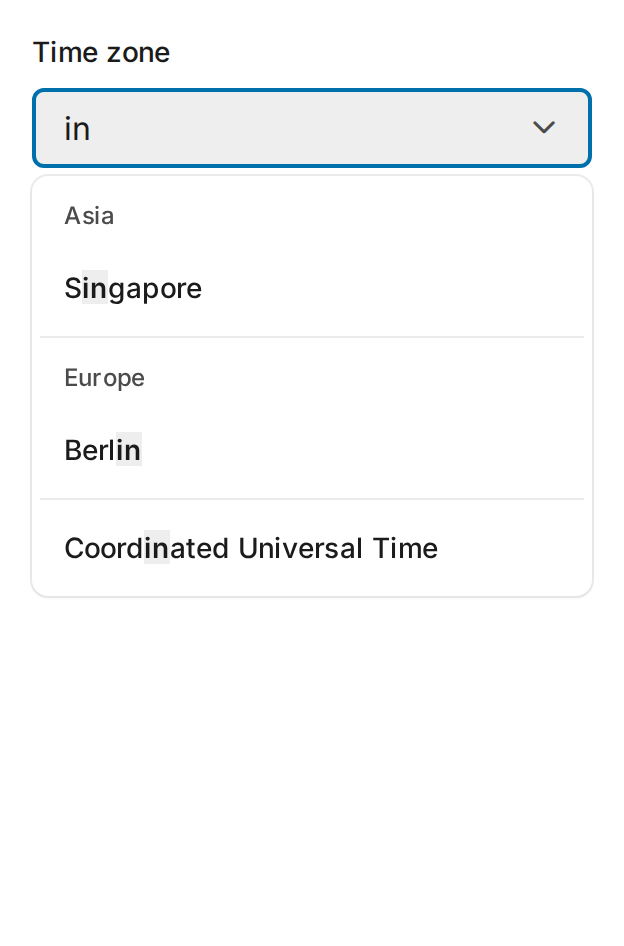 Time zone
in
Asia
Singapore
Europe
Berlin
Coordinated Universal Time